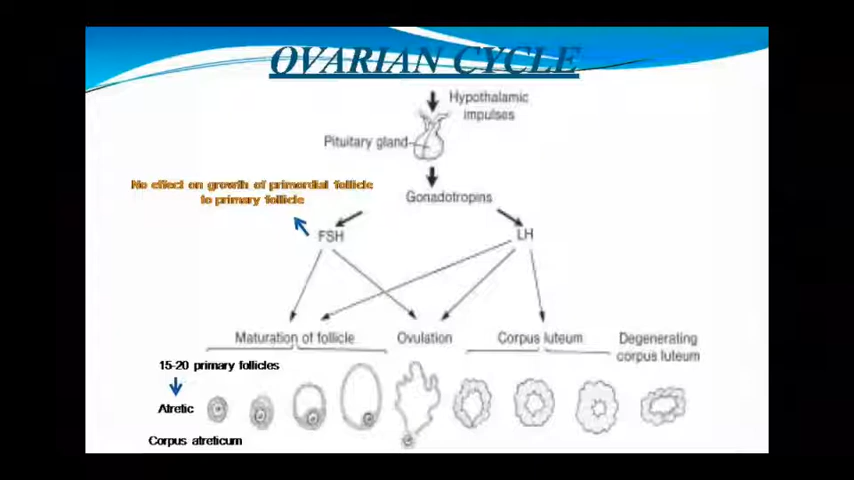 OVARIAN CYCLE
Hypothalamic
impulses
Pituitary gland
Gonadotropins
No effect on growth of primordial follicle
to primary follicle
FSH
LH
Maturation of follicle
Ovulation
Corpus luteum
Degenerating
corpus luteum
15-20 primary follicles
Atretic
Corpus atreticum